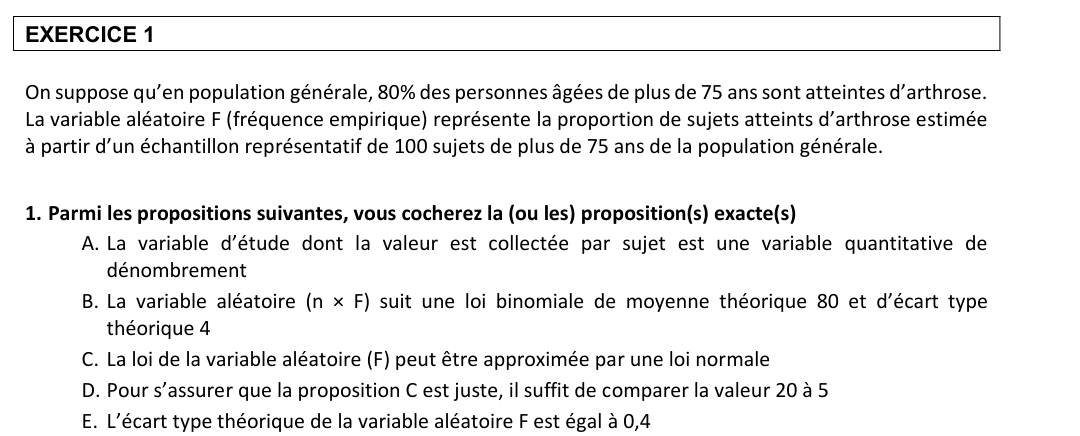 EXERCICE 1
On suppose qu’en population générale, 80% des personnes âgées de plus de 75 ans sont atteintes d’arthrose.
La variable aléatoire F (fréquence empirique) représente la proportion de sujets atteints d’arthrose estimée
à partir d’un échantillon représentatif de 100 sujets de plus de 75 ans de la population générale.
1. Parmi les propositions suivantes, vous cocherez la (ou les) proposition(s) exacte(s)
A. La variable d’étude dont la valeur est collectée par sujet est une variable quantitative de
dénombrement
B. La variable aléatoire (n × F) suit une loi binomiale de moyenne théorique 80 et d’écart type
théorique 4
C. La loi de la variable aléatoire (F) peut être approximée par une loi normale
D. Pour s’assurer que la proposition C est juste, il suffit de comparer la valeur 20 à 5
E. L’écart type théorique de la variable aléatoire F est égal à 0,4